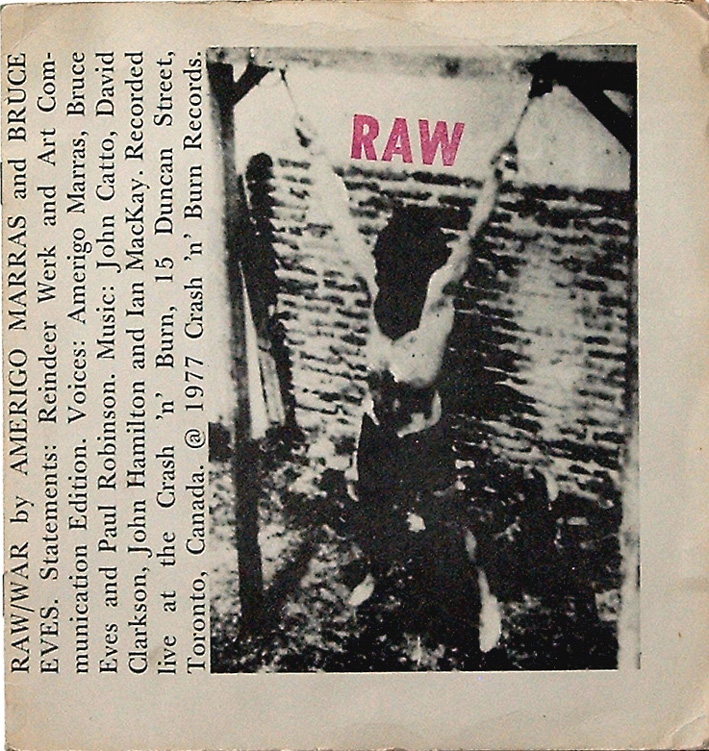 RAW/WAR by AMERIGO MARRAS and BRUCE
EVES. Statements: Reindeer Werk and Art Com-
munication Edition. Voices: Amerigo Marras, Bruce
Eves and Paul Robinson. Music: John Catto, David
Clarkson, John Hamilton and Ian MacKay. Recorded
live at the Crash 'n' Burn, 15 Duncan Street,
Toronto, Canada. @ 1977 Crash 'n' Burn Records.
RAW